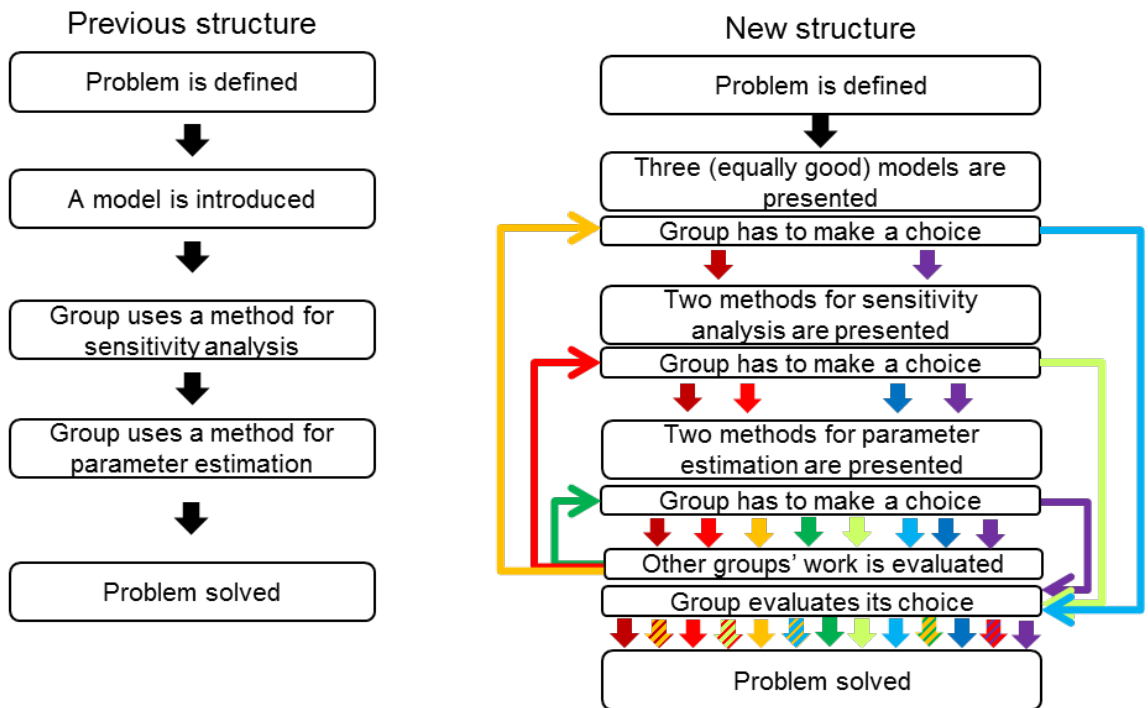 Previous structure
Problem is defined
A model is introduced
Group uses a method for
sensitivity analysis
Group uses a method for
parameter estimation
Problem solved
New structure
Problem is defined
Three (equally good) models are
presented
Group has to make a choice
Two methods for sensitivity
analysis are presented
Group has to make a choice
Two methods for parameter
estimation are presented
Group has to make a choice
Other groups’ work is evaluated
Group evaluates its choice
Problem solved